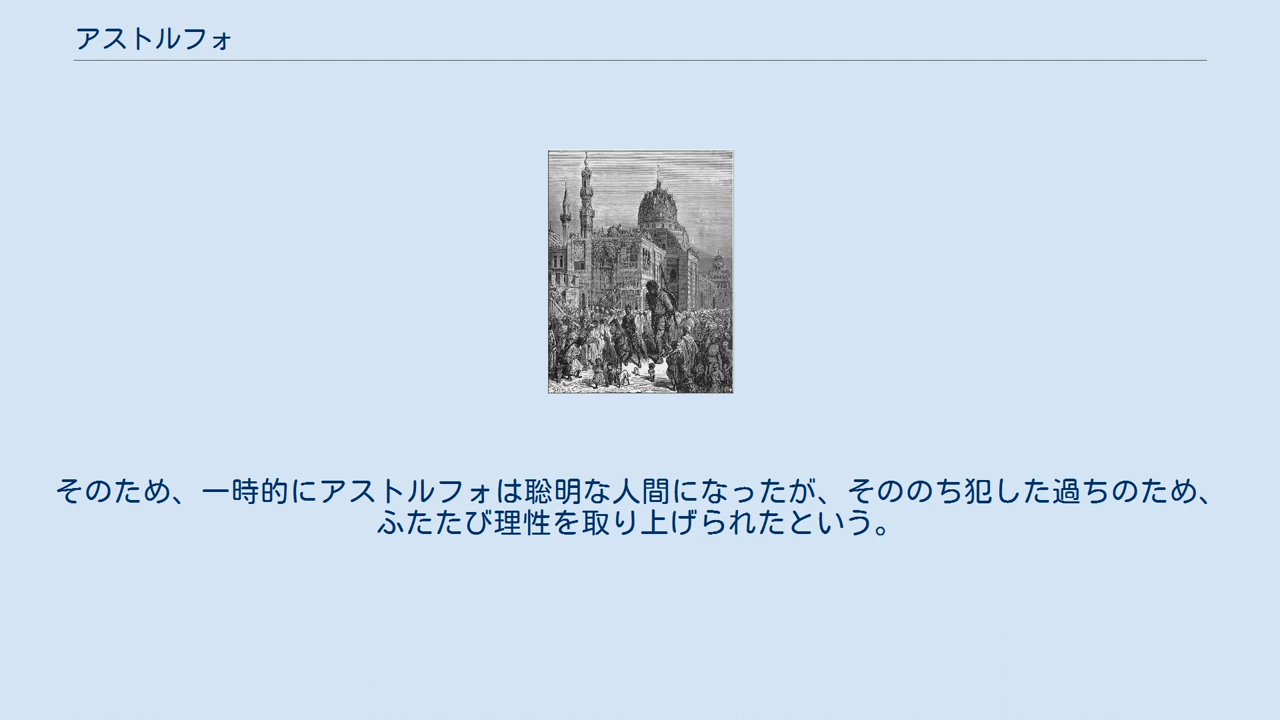 アストルフォ
そのため、一時的にアストルフォは聡明な人間になったが、そののち犯した過ちのため、
ふたたび理性を取り上げられたという。